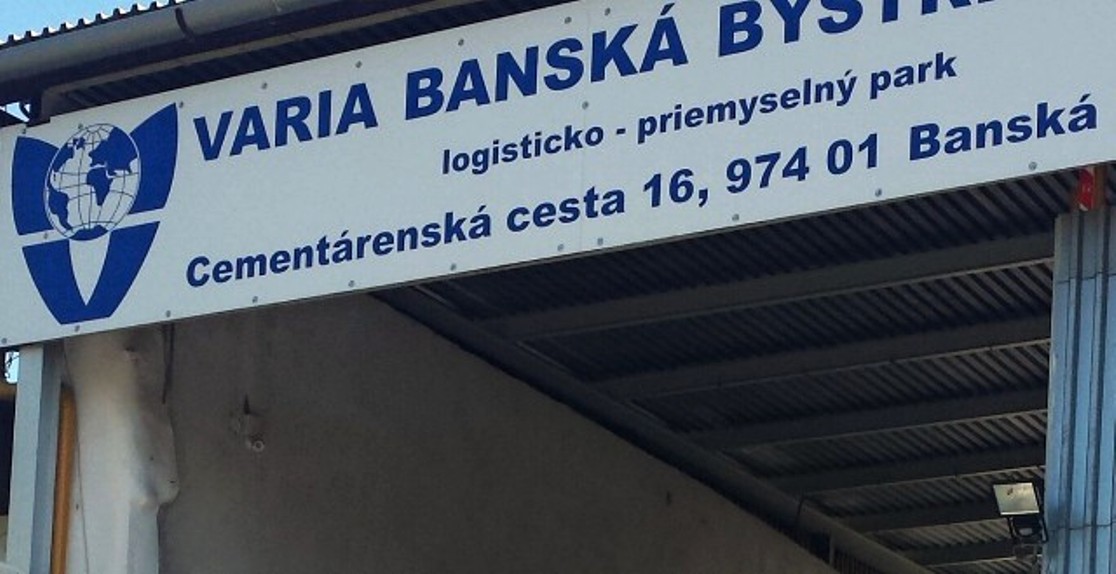 VARIA BANSKÁ
logisticko - priemyselný park
Cementárenská cesta 16, 974 01 Banská